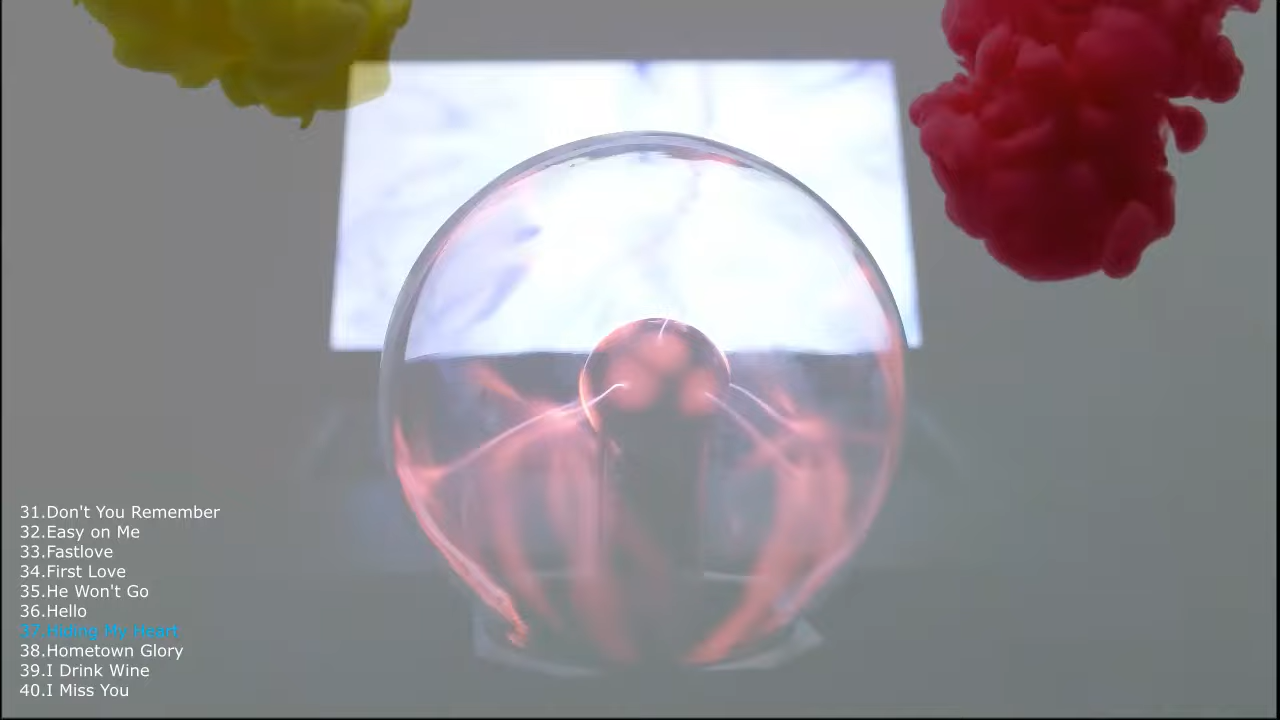 31.Don't You Remember
32.Easy on Me
33.Fastlove
34.First Love
35.He Won't Go
36.Hello
37.Hiding My Heart
38.Hometown Glory
39.I Drink Wine
40.I Miss You